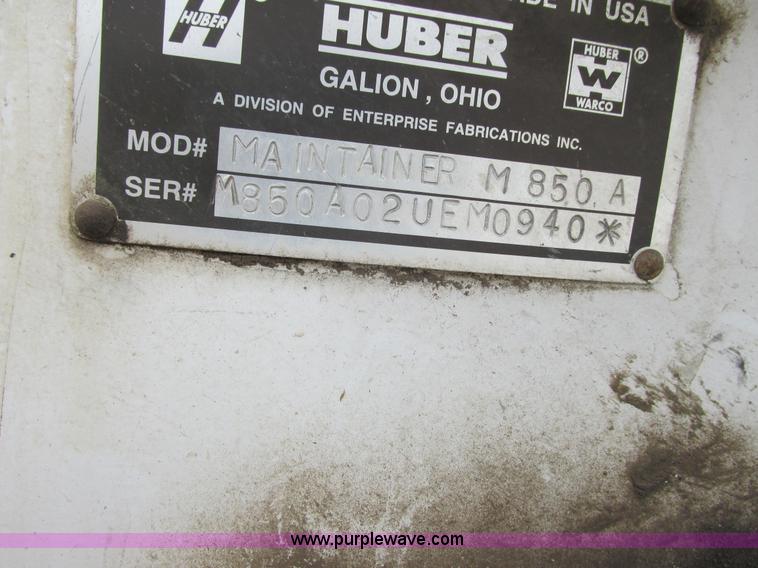 HUBER
IN USA
HUBER
GALION, OHIO
HUBER
W
WARCO
®
A DIVISION OF ENTERPRISE FABRICATIONS INC.
MOD# MAINTAINER M 850 A
SER# M850A02UEM0940*
www.purplewave.com